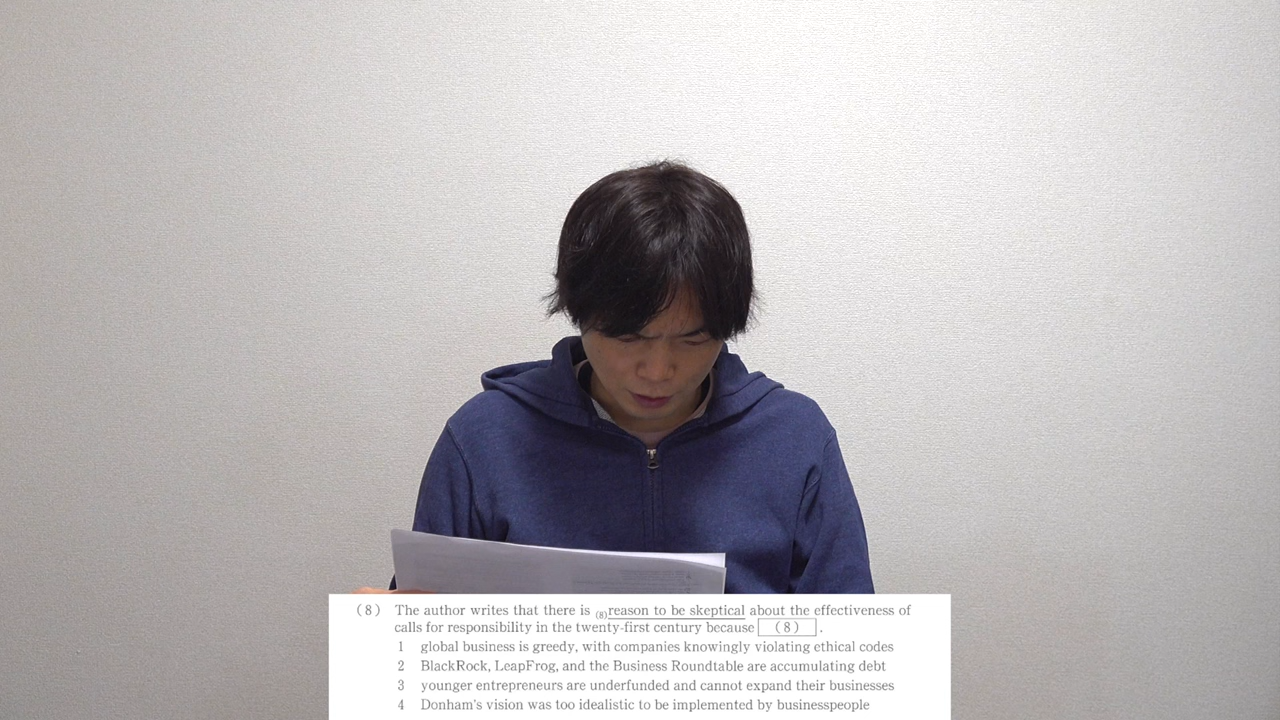 (8) The author writes that there is (8)reason to be skeptical about the effectiveness of
calls for responsibility in the twenty-first century because (8).
1 global business is greedy, with companies knowingly violating ethical codes
2 BlackRock, LeapFrog, and the Business Roundtable are accumulating debt
3 younger entrepreneurs are underfunded and cannot expand their businesses
4 Donham's vision was too idealistic to be implemented by businesspeople